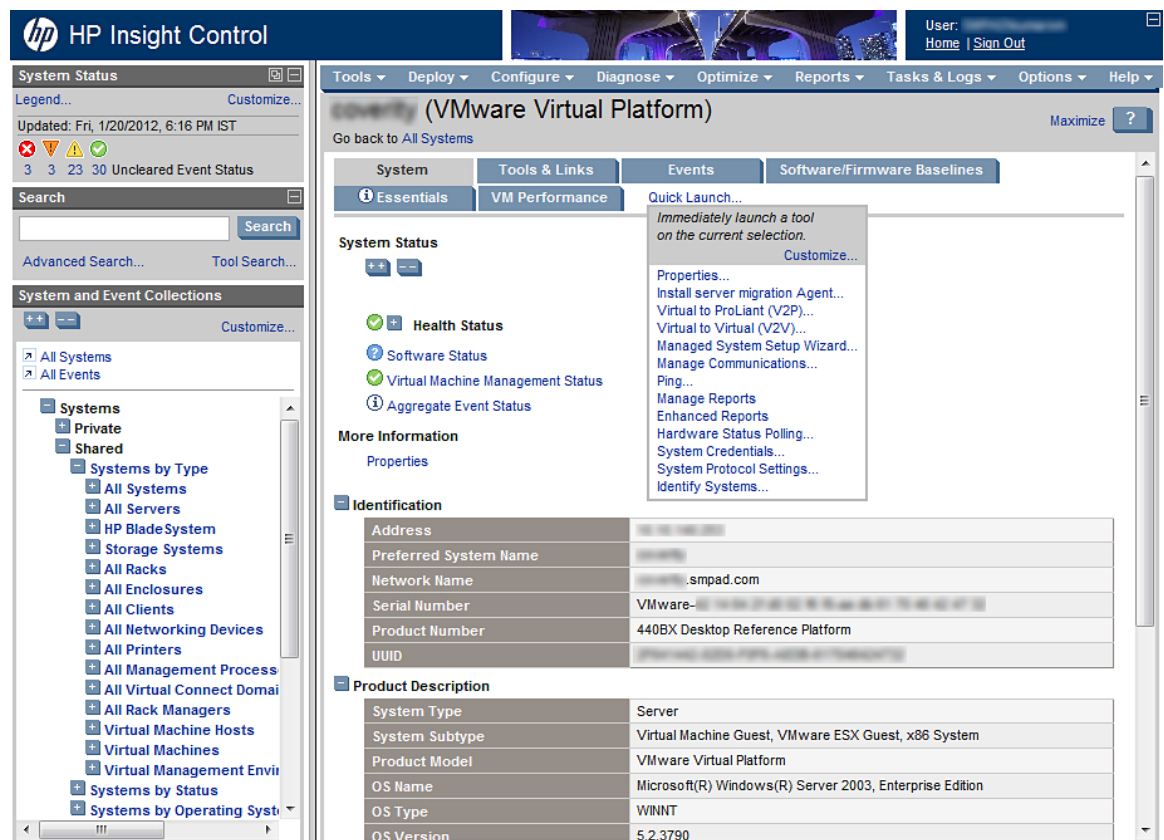 hp HP Insight Control
User:
Home | Sign Out
System Status
Legend... Customize...
Updated: Fri, 1/20/2012, 6:16 PM IST
3 3 23 30 Uncleared Event Status
Search
Search
Advanced Search... Tool Search...
System and Event Collections
Customize...
All Systems
All Events
Systems
Private
Shared
Systems by Type
All Systems
All Servers
HP BladeSystem
Storage Systems
All Racks
All Enclosures
All Clients
All Networking Devices
All Printers
All Management Process
All Virtual Connect Domai
All Rack Managers
Virtual Machine Hosts
Virtual Machines
Virtual Management Envir
Systems by Status
Systems by Operating Syst
Tools Deploy Configure Diagnose Optimize Reports Tasks & Logs Options Help
(VMware Virtual Platform)
Maximize ?
Go back to All Systems
System Tools & Links Events Software/Firmware Baselines
Essentials VM Performance Quick Launch...
Immediately launch a tool
on the current selection.
Customize...
Properties...
Install server migration Agent...
Virtual to ProLiant (V2P)...
Virtual to Virtual (V2V)...
Managed System Setup Wizard...
Manage Communications...
Ping...
Manage Reports
Enhanced Reports
Hardware Status Polling...
System Credentials...
System Protocol Settings...
Identify Systems...
System Status
Health Status
Software Status
Virtual Machine Management Status
Aggregate Event Status
More Information
Properties
Identification
Address
Preferred System Name
Network Name .smpad.com
Serial Number VMware-
Product Number 440BX Desktop Reference Platform
UUID
Product Description
System Type Server
System Subtype Virtual Machine Guest, VMware ESX Guest, x86 System
Product Model VMware Virtual Platform
OS Name Microsoft(R) Windows(R) Server 2003, Enterprise Edition
OS Type WINNT
OS Version 5.2.3790